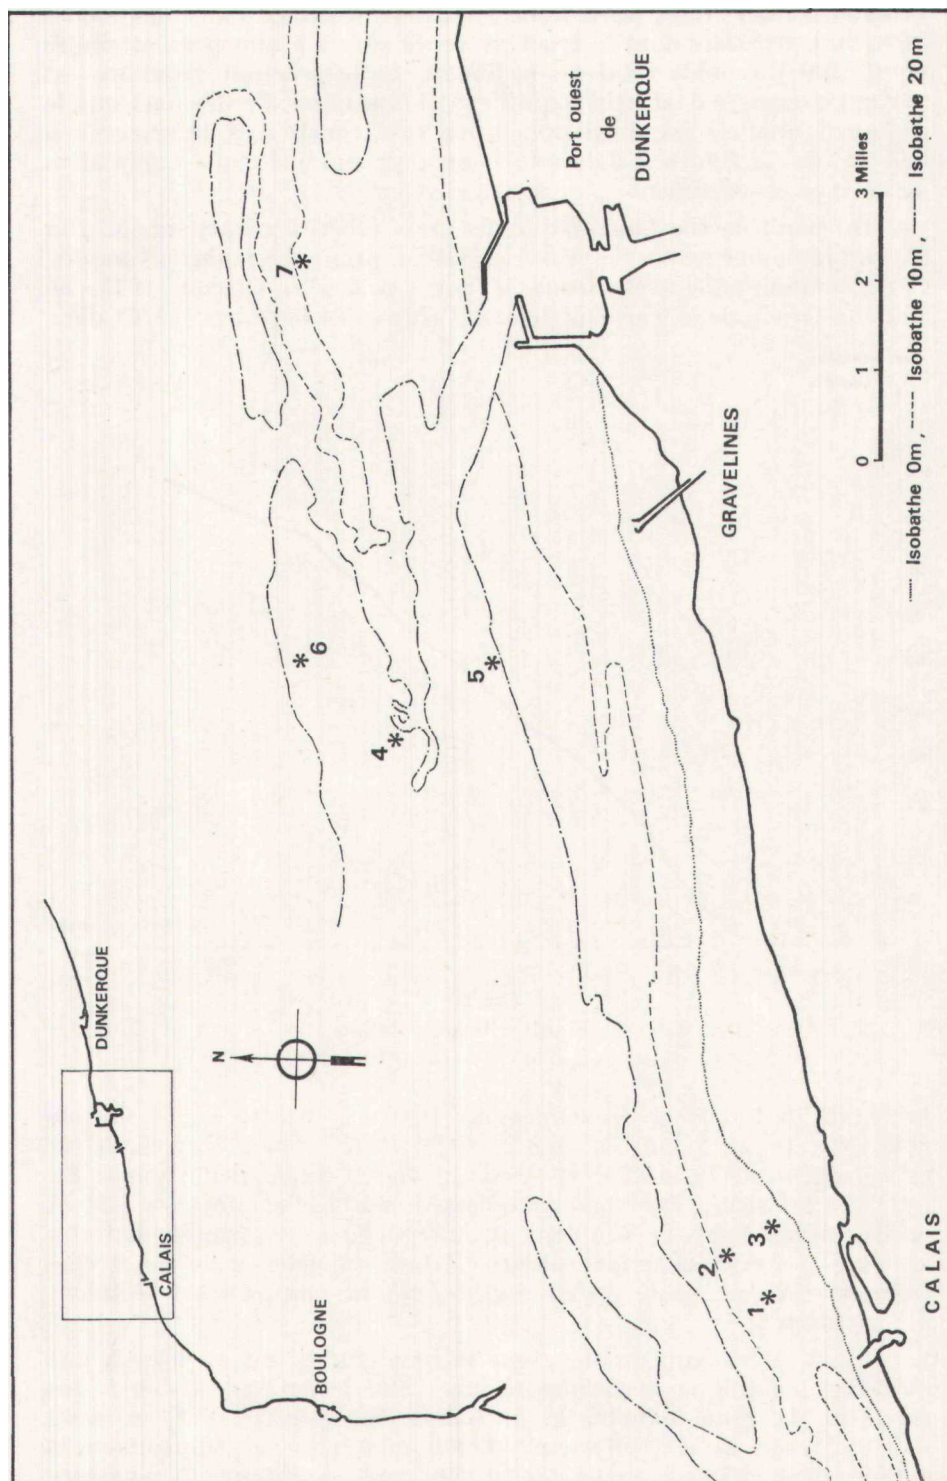 DUNKERQUE
CALAIS
BOULOGNE
N
7
6
4
5
2
3
1
Port ouest
de
DUNKERQUE
GRAVELINES
CALAIS
0 1 2 3 Milles
Isobathe 0m, Isobathe 10m, Isobathe 20m